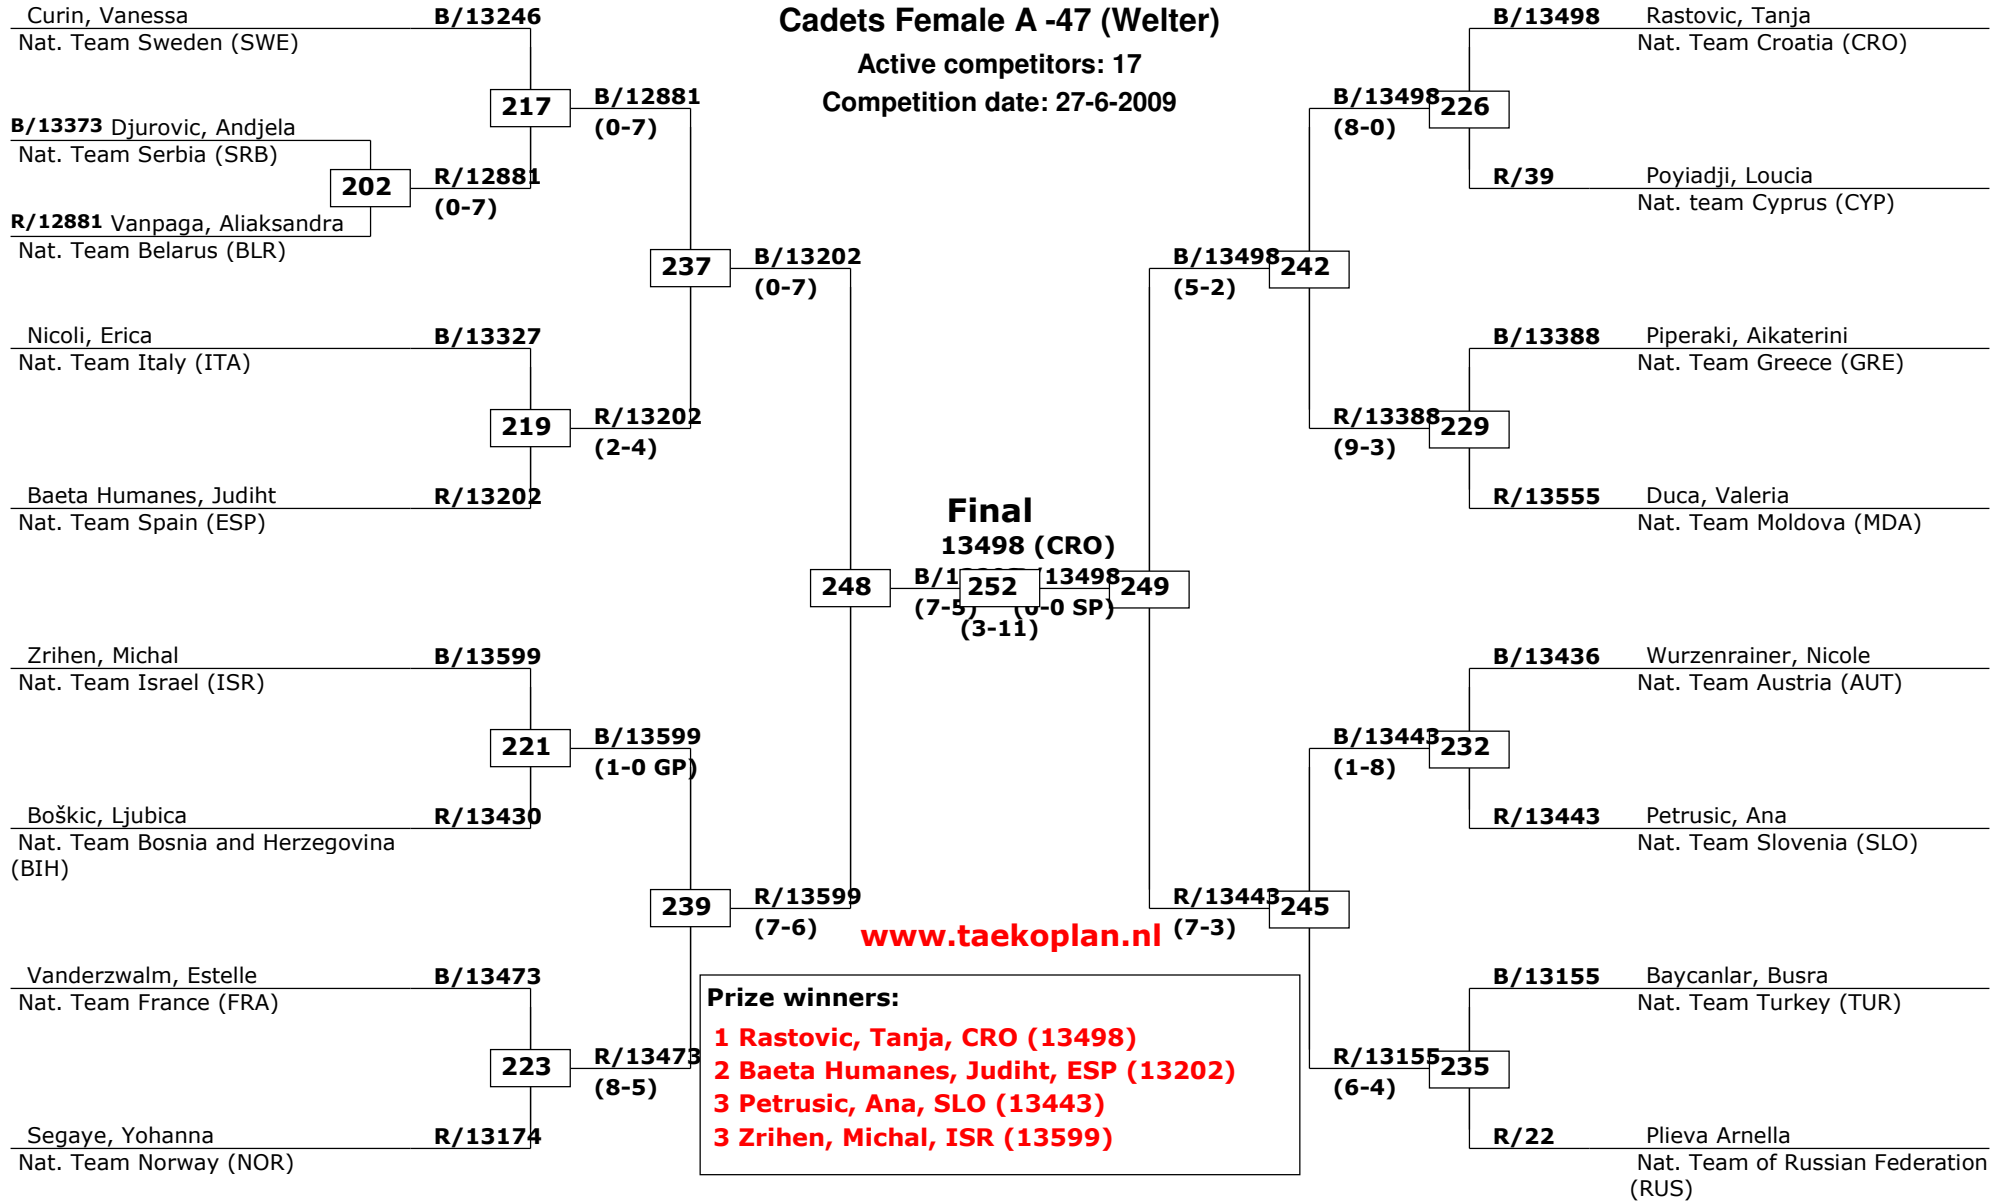 Cadets Female A -47 (Welter)
Active competitors: 17
Competition date: 27-6-2009
Curin, Vanessa B/13246
Nat. Team Sweden (SWE)
217 B/12881
(0-7)
B/13373 Djurovic, Andjela
Nat. Team Serbia (SRB)
202 R/12881
(0-7)
R/12881 Vanpaga, Aliaksandra
Nat. Team Belarus (BLR)
237 B/13202
(0-7)
Nicoli, Erica B/13327
Nat. Team Italy (ITA)
219 R/13202
(2-4)
Baeta Humanes, Judiht R/13202
Nat. Team Spain (ESP)
248
(7-5)
Zrihen, Michal B/13599
Nat. Team Israel (ISR)
221 B/13599
(1-0 GP)
Boškic, Ljubica R/13430
Nat. Team Bosnia and Herzegovina
(BIH)
239 R/13599
(7-6)
Vanderzwalm, Estelle B/13473
Nat. Team France (FRA)
223 R/13473
(8-5)
Segaye, Yohanna R/13174
Nat. Team Norway (NOR)
Final
13498 (CRO)
252
(3-11)
/13498 249
(0-0 SP)
B/13498 Rastovic, Tanja
Nat. Team Croatia (CRO)
B/13498 226
(8-0)
R/39 Poyiadji, Loucia
Nat. team Cyprus (CYP)
B/13498 242
(5-2)
B/13388 Piperaki, Aikaterini
Nat. Team Greece (GRE)
R/13388 229
(9-3)
R/13555 Duca, Valeria
Nat. Team Moldova (MDA)
B/13436 Wurzenrainer, Nicole
Nat. Team Austria (AUT)
B/13443 232
(1-8)
R/13443 Petrusic, Ana
Nat. Team Slovenia (SLO)
R/13443 245
(7-3)
B/13155 Baycanlar, Busra
Nat. Team Turkey (TUR)
R/13155 235
(6-4)
R/22 Plieva Arnella
Nat. Team of Russian Federation
(RUS)
www.taekoplan.nl
Prize winners:
1 Rastovic, Tanja, CRO (13498)
2 Baeta Humanes, Judiht, ESP (13202)
3 Petrusic, Ana, SLO (13443)
3 Zrihen, Michal, ISR (13599)